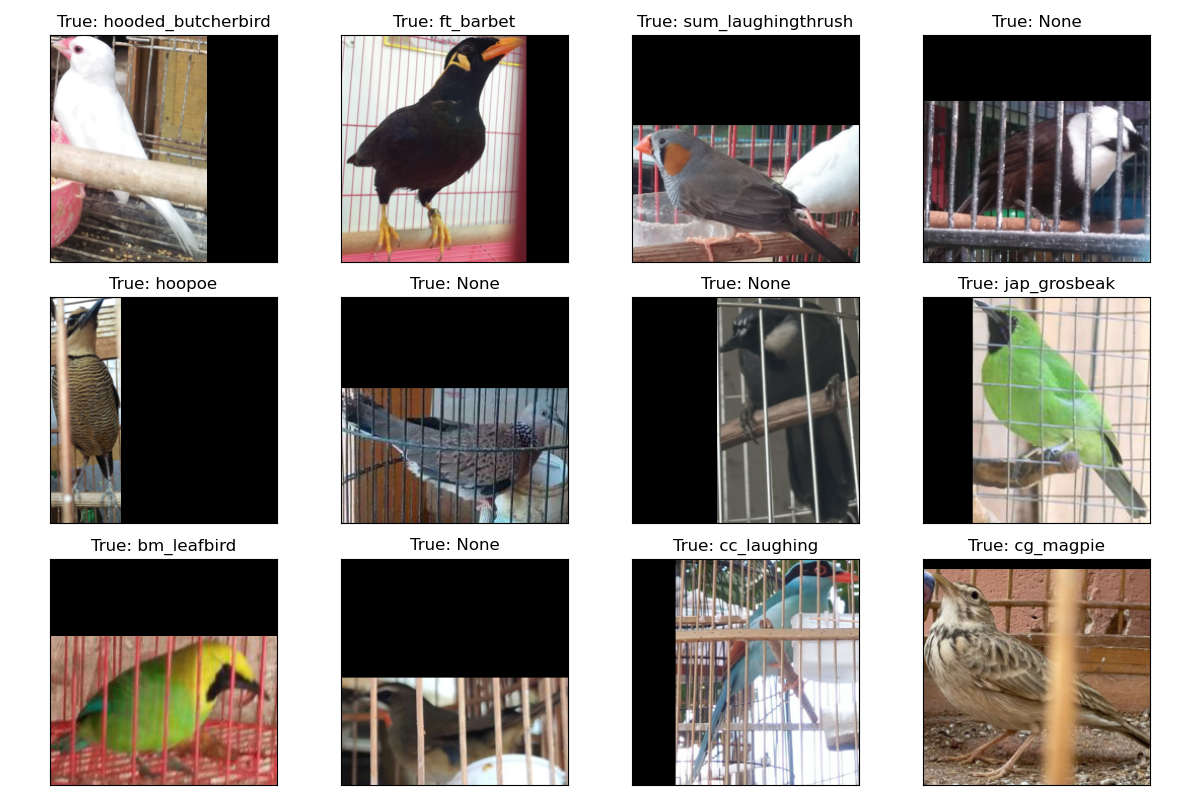 True: hooded_butcherbird
True: ft_barbet
True: sum_laughingthrush
True: None
True: hoopoe
True: None
True: None
True: jap_grosbeak
True: bm_leafbird
True: None
True: cc_laughing
True: cg_magpie